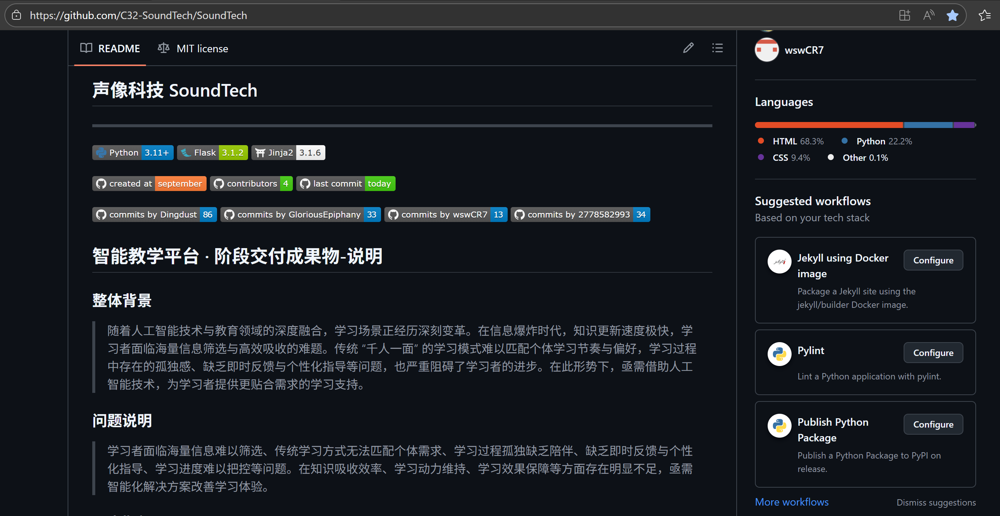 https://github.com/C32-SoundTech/SoundTech
README
MIT license
声像科技 SoundTech
Python 3.11+
Flask 3.1.2
Jinja2 3.1.6
created at september
contributors 4
last commit today
commits by Dingdust 86
commits by GloriousEpiphany 33
commits by wswCR7 13
commits by 2778582993 34
智能教学平台 · 阶段交付成果物-说明
整体背景
随着人工智能技术与教育领域的深度融合，学习场景正经历深刻变革。在信息爆炸时代，知识更新速度极快，学
习者面临海量信息筛选与高效吸收的难题。传统 “千人一面” 的学习模式难以匹配个体学习节奏与偏好，学习过程
中存在的孤独感、缺乏即时反馈与个性化指导等问题，也严重阻碍了学习者的进步。在此形势下，亟需借助人工
智能技术，为学习者提供更贴合需求的学习支持。
问题说明
学习者面临海量信息难以筛选、传统学习方式无法匹配个体需求、学习过程孤独缺乏陪伴、缺乏即时反馈与个性
化指导、学习进度难以把控等问题。在知识吸收效率、学习动力维持、学习效果保障等方面存在明显不足，亟需
智能化解决方案改善学习体验。
wswCR7
Languages
HTML 68.3%
Python 22.2%
CSS 9.4%
Other 0.1%
Suggested workflows
Based on your tech stack
jekyll
Jekyll using Docker
image
Configure
Package a Jekyll site using the
jekyll/builder Docker image.
Pylint
Configure
Lint a Python application with pylint.
Publish Python
Package
Configure
Publish a Python Package to PyPI on
release.
More workflows
Dismiss suggestions